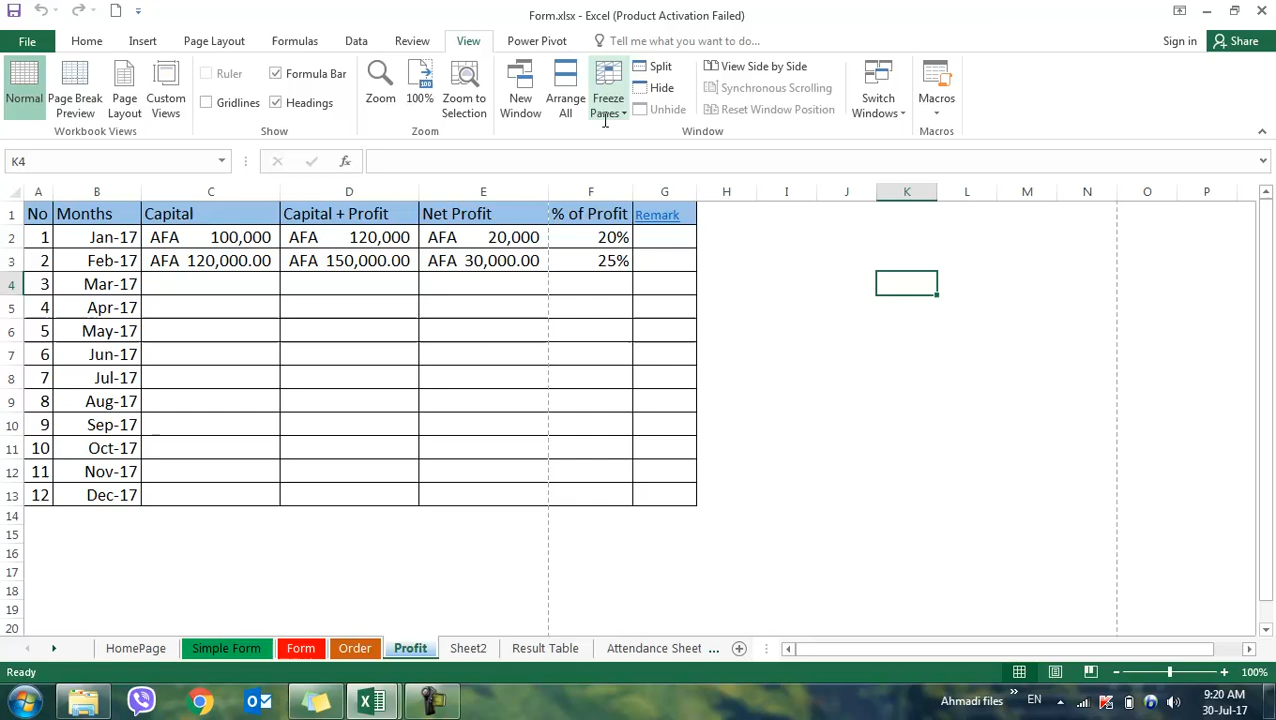 Form.xlsx - Excel (Product Activation Failed)
File Home Insert Page Layout Formulas Data Review View Power Pivot Tell me what you want to do... Sign in Share
Normal Page Break Preview Page Layout Custom Views
Ruler Formula Bar
Gridlines Headings
Zoom 100% Zoom to Selection
New Window Arrange All Freeze Panes
Split
Hide
Unhide
View Side by Side
Synchronous Scrolling
Reset Window Position
Switch Windows Macros
Workbook Views Show Zoom Window Macros
K4 fx
A B C D E F G H I J K L M N O P
1 No Months Capital Capital + Profit Net Profit % of Profit Remark
2 1 Jan-17 AFA 100,000 AFA 120,000 AFA 20,000 20%
3 2 Feb-17 AFA 120,000.00 AFA 150,000.00 AFA 30,000.00 25%
4 3 Mar-17
5 4 Apr-17
6 5 May-17
7 6 Jun-17
8 7 Jul-17
9 8 Aug-17
10 9 Sep-17
11 10 Oct-17
12 11 Nov-17
13 12 Dec-17
14
15
16
17
18
19
20
HomePage Simple Form Form Order Profit Sheet2 Result Table Attendance Sheet ...
Ready 100%
Ahmadi files EN 9:20 AM
30-Jul-17